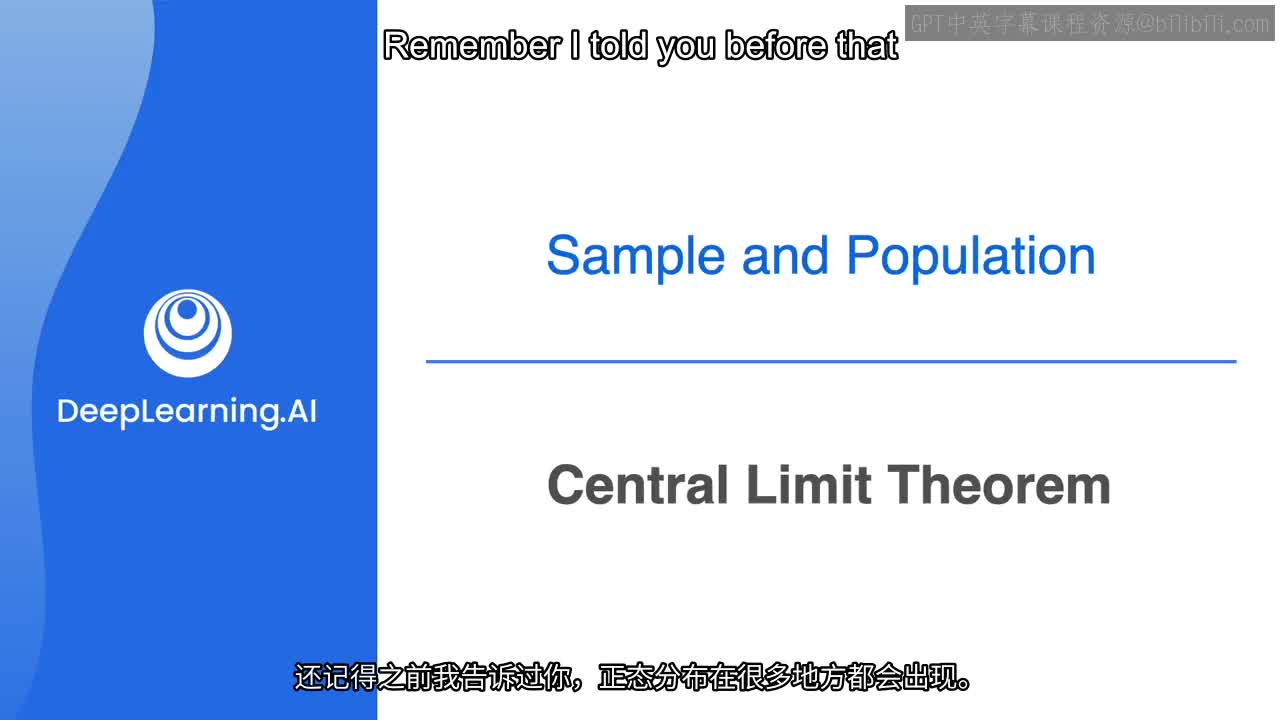 GPT中英字幕课程资源@bilibili.com
Remember I told you before that
Sample and Population
DeepLearning.AI
Central Limit Theorem
还记得之前我告诉过你，正态分布在很多地方都会出现。